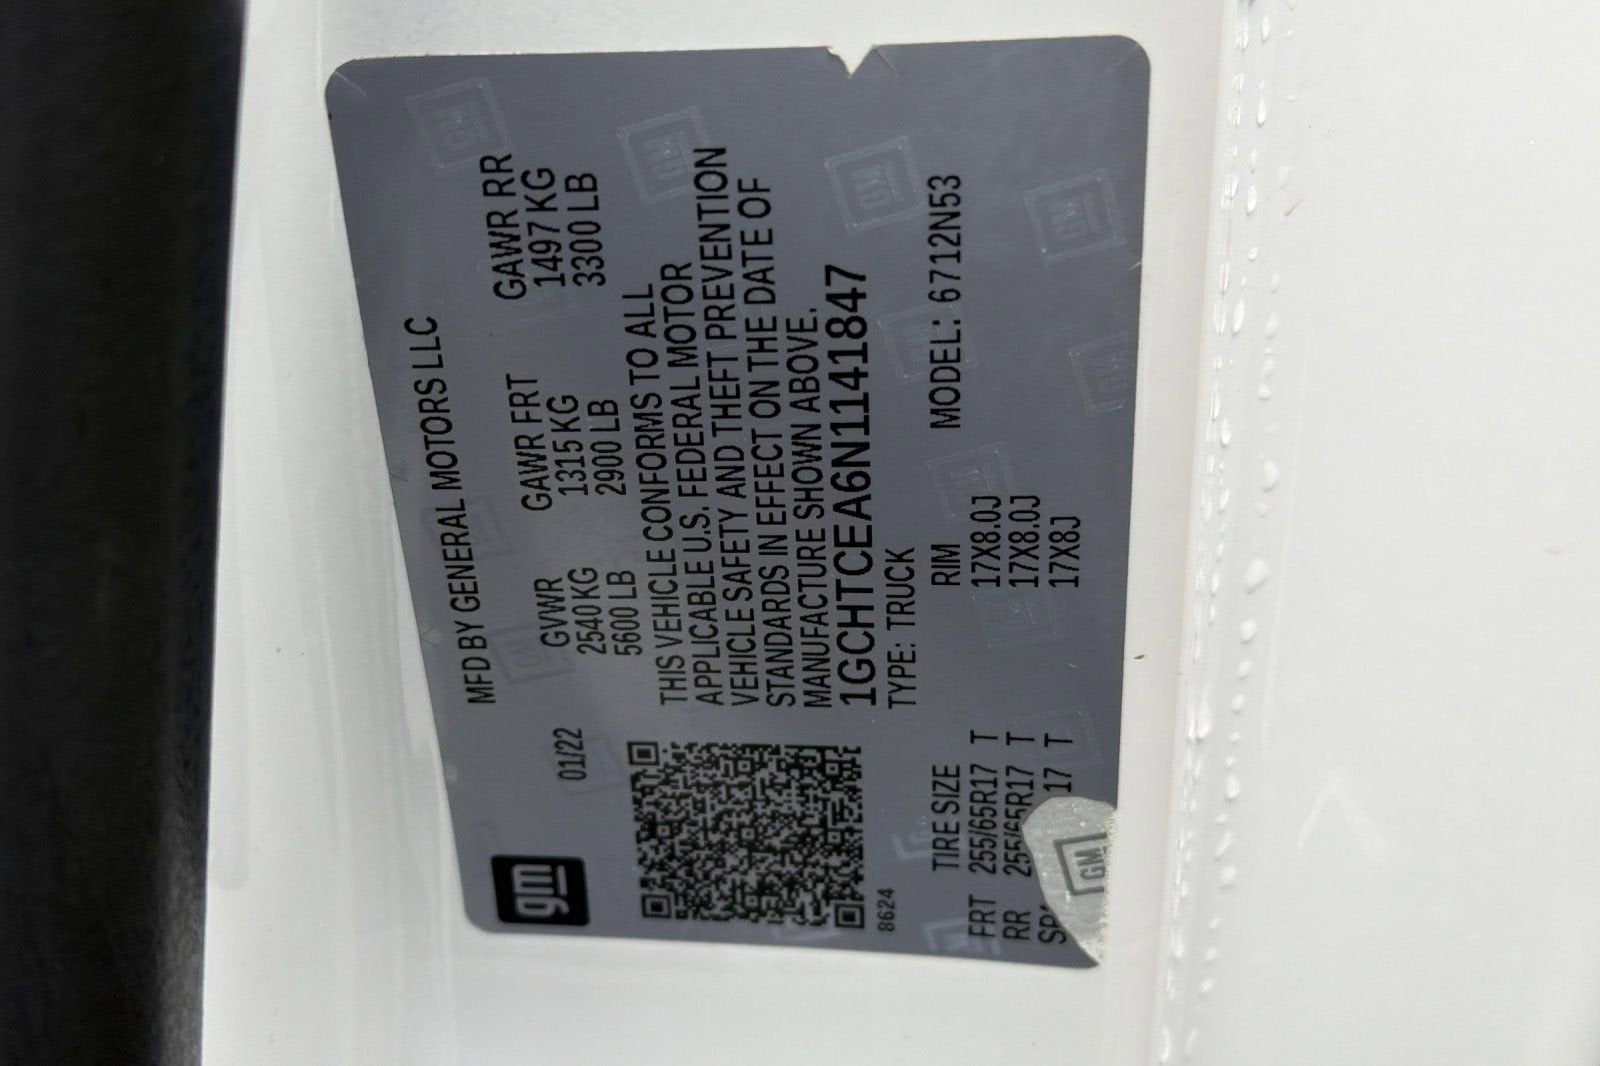 gm
01/22
MFD BY GENERAL MOTORS LLC
GVWR GAWR FRT GAWR RR
2540 KG 1315 KG 1497 KG
5600 LB 2900 LB 3300 LB
THIS VEHICLE CONFORMS TO ALL
APPLICABLE U.S. FEDERAL MOTOR
VEHICLE SAFETY AND THEFT PREVENTION
STANDARDS IN EFFECT ON THE DATE OF
MANUFACTURE SHOWN ABOVE.
1GCHTCEA6N1141847
8624
TYPE: TRUCK
TIRE SIZE RIM MODEL: 6712N53
FRT 255/65R17 T 17X8.0J
RR 255/65R17 T 17X8.0J
17 T 17X8J
GM